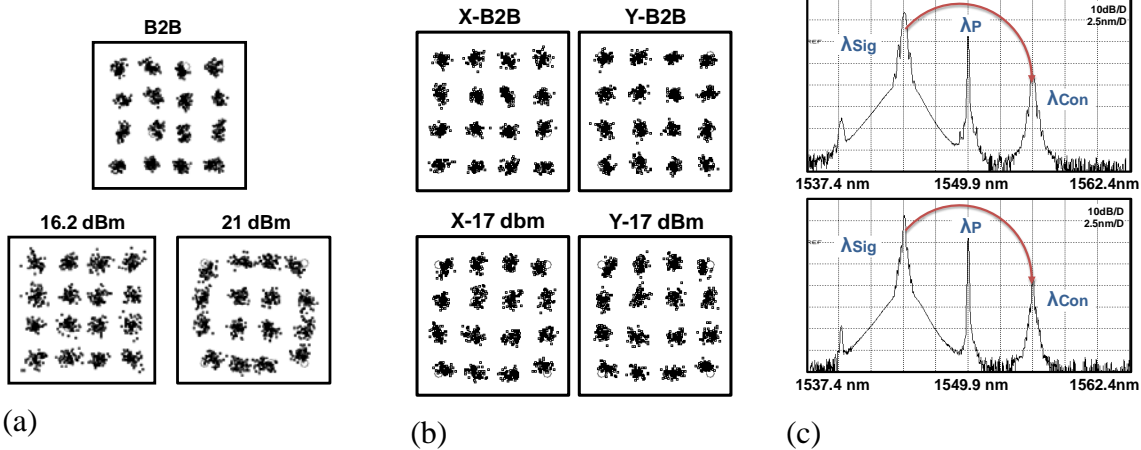 B2B
16.2 dBm
21 dBm
(a)
X-B2B
Y-B2B
X-17 dbm
Y-17 dBm
(b)
10dB/D
2.5nm/D
λSig
λP
λCon
1537.4 nm
1549.9 nm
1562.4nm
10dB/D
2.5nm/D
λSig
λP
λCon
1537.4 nm
1549.9 nm
1562.4nm
(c)